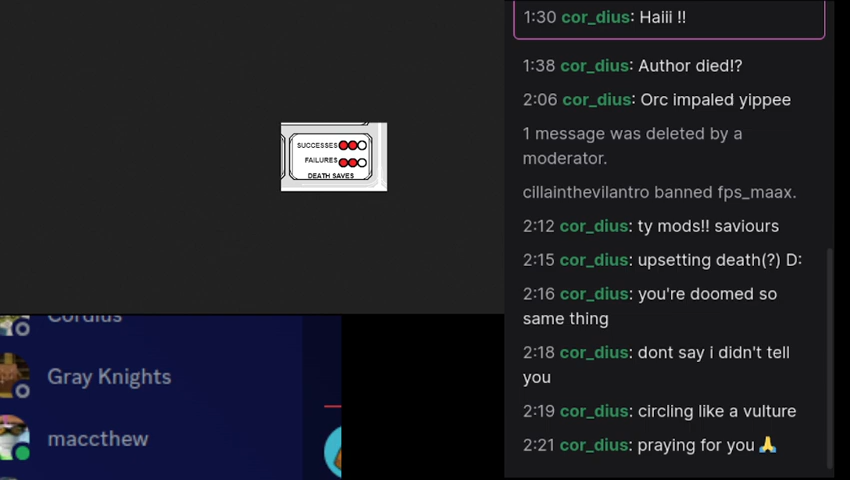 SUCCESSES
FAILURES
DEATH SAVES
Cordius
Gray Knights
maccthew
1:30 cor_dius: Haiii !!
1:38 cor_dius: Author died!?
2:06 cor_dius: Orc impaled yippee
1 message was deleted by a
moderator.
cillainthevilantro banned fps_maax.
2:12 cor_dius: ty mods!! saviours
2:15 cor_dius: upsetting death(?) D:
2:16 cor_dius: you're doomed so
same thing
2:18 cor_dius: dont say i didn't tell
you
2:19 cor_dius: circling like a vulture
2:21 cor_dius: praying for you 🙏